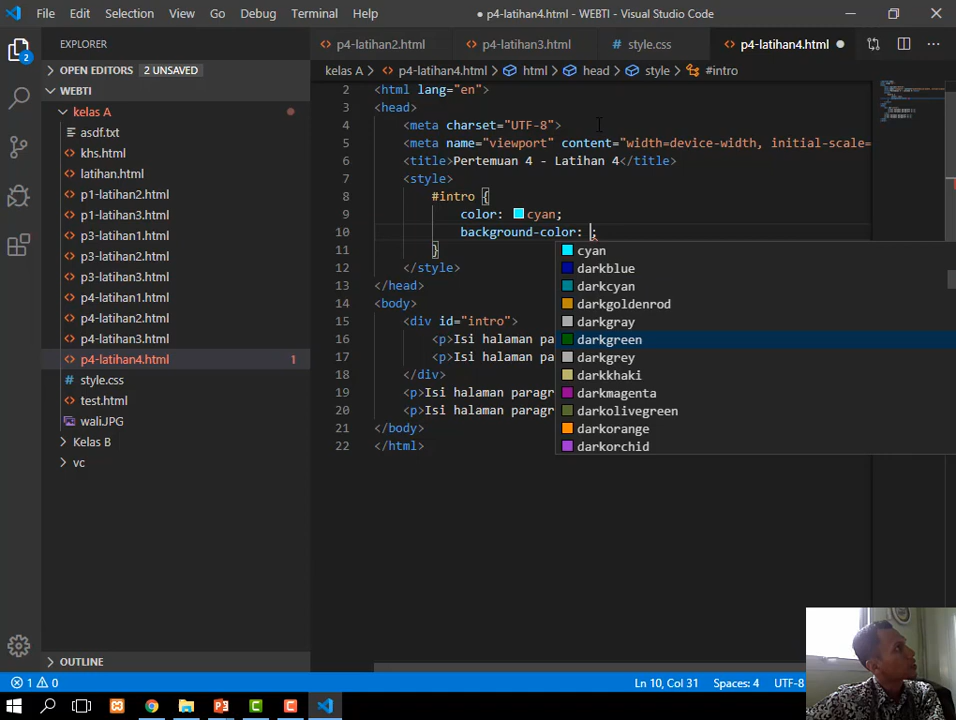 File Edit Selection View Go Debug Terminal Help ● p4-latihan4.html - WEBTI - Visual Studio Code
EXPLORER
p4-latihan2.html p4-latihan3.html style.css p4-latihan4.html
OPEN EDITORS 2 UNSAVED
kelas A > p4-latihan4.html > html > head > style > #intro
WEBTI
kelas A
asdf.txt
khs.html
latihan.html
p1-latihan2.html
p1-latihan3.html
p3-latihan1.html
p3-latihan2.html
p3-latihan3.html
p4-latihan1.html
p4-latihan2.html
p4-latihan3.html
p4-latihan4.html 1
style.css
test.html
wali.JPG
Kelas B
vc
OUTLINE
2 <html lang="en">
3 <head>
4 <meta charset="UTF-8">
5 <meta name="viewport" content="width=device-width, initial-scale=
6 <title>Pertemuan 4 - Latihan 4</title>
7 <style>
8 #intro {
9 color: cyan;
10 background-color: ;
11 }
12 </style>
13 </head>
14 <body>
15 <div id="intro">
16 <p>Isi halaman pa
17 <p>Isi halaman pa
18 </div>
19 <p>Isi halaman paragr
20 <p>Isi halaman paragr
21 </body>
22 </html>
cyan
darkblue
darkcyan
darkgoldenrod
darkgray
darkgreen
darkgrey
darkkhaki
darkmagenta
darkolivegreen
darkorange
darkorchid
2
1 0 Ln 10, Col 31 Spaces: 4 UTF-8